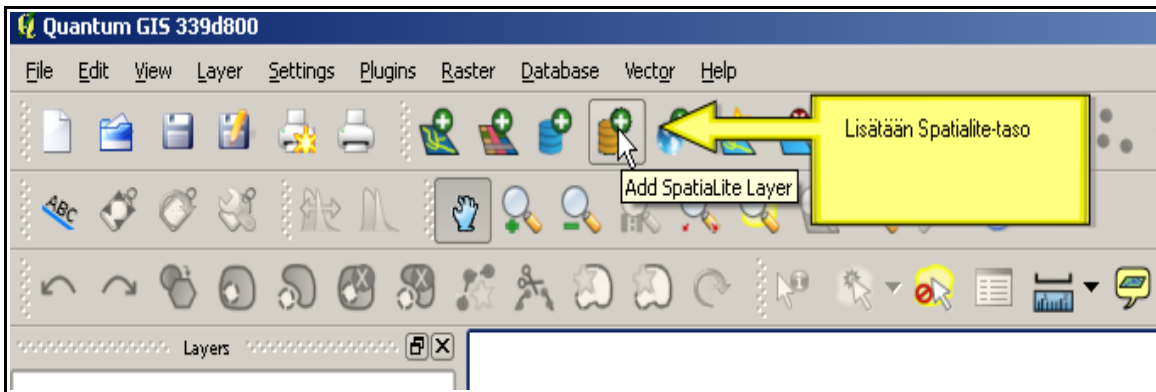 Quantum GIS 339d800
File Edit View Layer Settings Plugins Raster Database Vector Help
Lisätään Spatialite-taso
Add SpatiaLite Layer
ABC
Layers